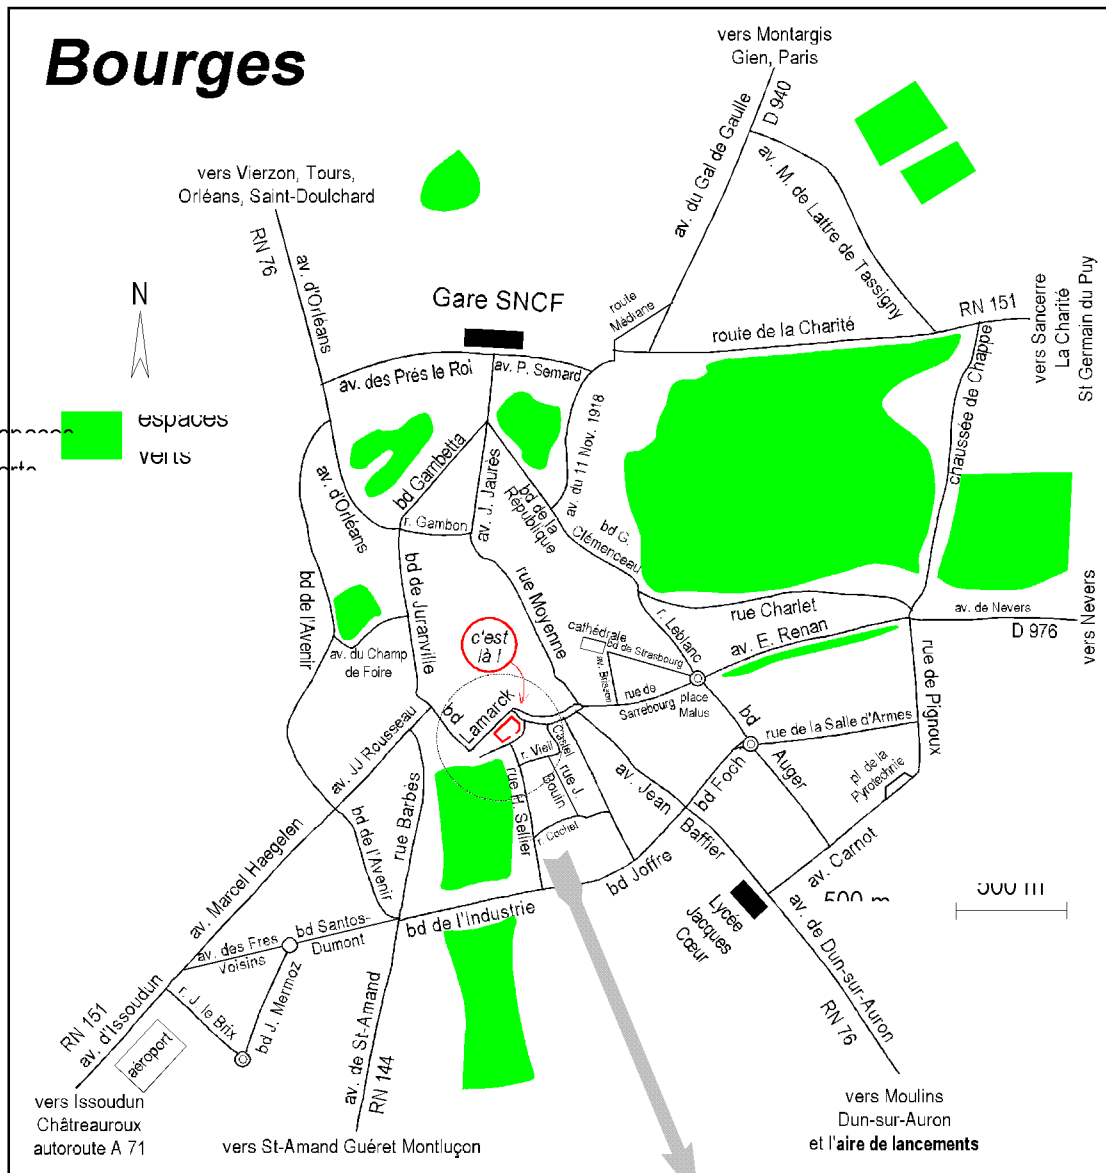 Bourges
vers Montargis
Gien, Paris
D 940
av. du Gal de Gaulle
av. M. de Lattre de Tassigny
vers Vierzon, Tours,
Orléans, Saint-Doulchard
RN 76
av. d'Orléans
N
Gare SNCF
route
Médiane
route de la Charité
RN 151
vers Sancerre
La Charité
St Germain du Puy
chaussée de Chappe
av. des Prés le Roi
av. P. Semard
espaces
verts
bd Gambetta
av. du 11 Nov. 1918
av. d'Orléans
r. Gambon
av. J. Jaurès
bd de la
République
bd G.
Clémenceau
bd de l'Avenir
bd de Juranville
rue Moyenne
rue Charlet
av. de Nevers
D 976
vers Nevers
c'est
là !
cathédrale
bd de Strasbourg
r. Leblanc
av. E. Renan
av. du Champ
de Foire
av. Brisson
rue de
Sarrebourg
place
Malus
rue de Pignoux
bd
Lamarck
bd
Auger
rue de la Salle d'Armes
av. JJ Rousseau
r. Vieil
Castel
rue J.
Bouin
av. Jean
Baffier
bd Foch
pl. de la
Pyrotechnie
rue Barbès
rue H. Sellier
r. Cochet
bd de l'Avenir
av. Marcel Haegelen
bd Joffre
av. Carnot
500 m
500 m
bd de l'Industrie
bd Santos-
Dumont
av. des Fres
Voisins
Lycée
Jacques
Cœur
av. de Dun-sur-Auron
RN 76
r. J. le Brix
bd J. Mermoz
RN 151
av. d'Issoudun
aéroport
av. de St-Amand
RN 144
vers Issoudun
Châtreauroux
autoroute A 71
vers St-Amand Guéret Montluçon
vers Moulins
Dun-sur-Auron
et l'aire de lancements